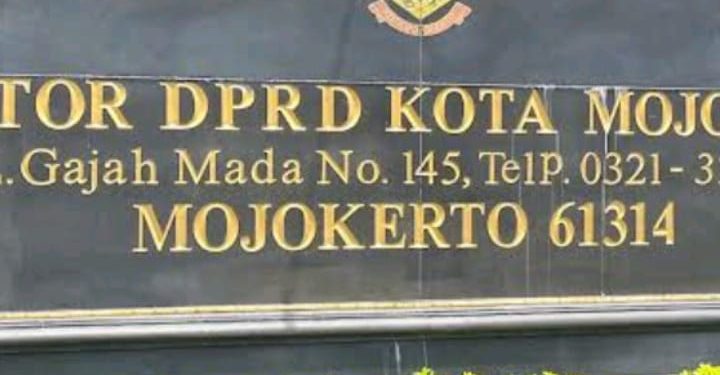 TOR DPRD KOTA MOJO
. Gajah Mada No. 145, Telp. 0321 - 3
MOJOKERTO 61314